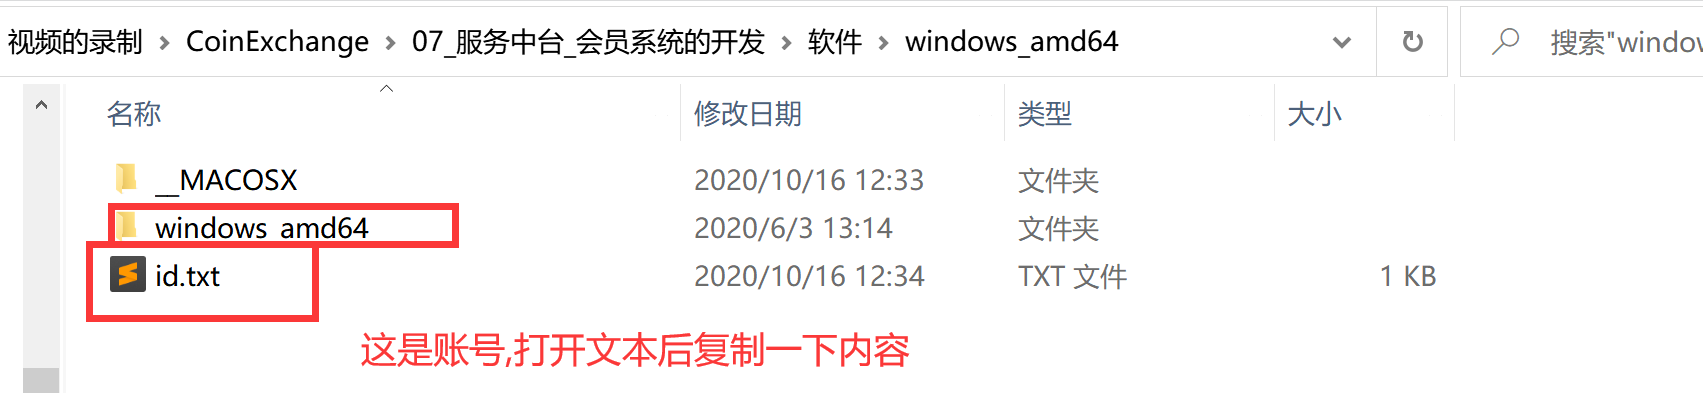 视频的录制 › CoinExchange › 07_服务中台_会员系统的开发 › 软件 › windows_amd64 搜索"window
名称 修改日期 类型 大小
__MACOSX 2020/10/16 12:33 文件夹
windows_amd64 2020/6/3 13:14 文件夹
id.txt 2020/10/16 12:34 TXT 文件 1 KB
这是账号,打开文本后复制一下内容